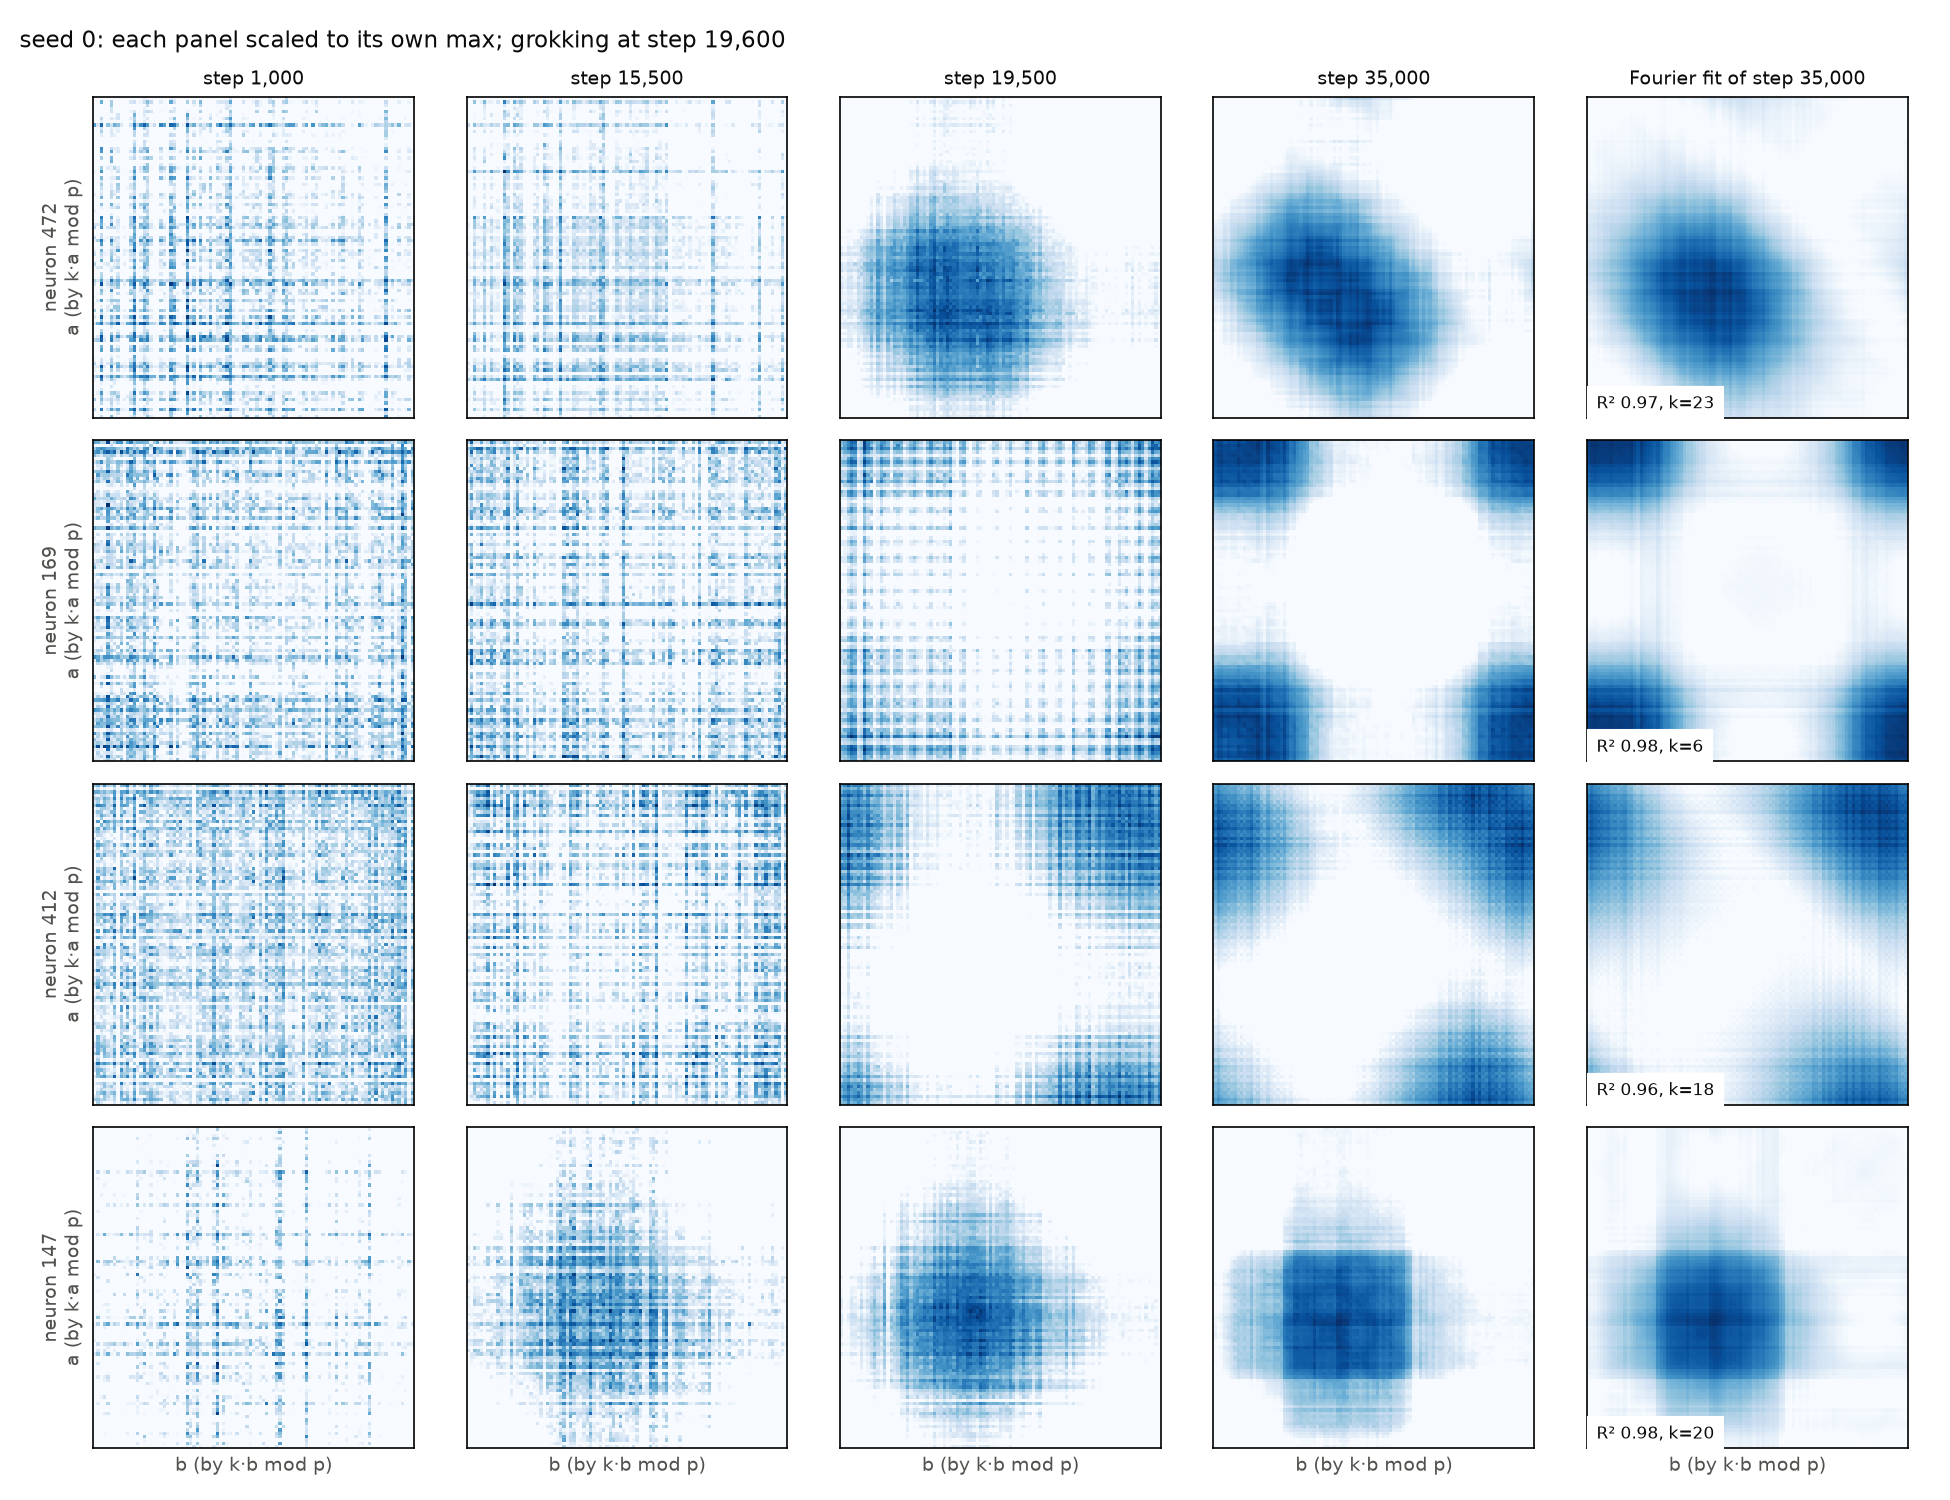 seed 0: each panel scaled to its own max; grokking at step 19,600
step 1,000
step 15,500
step 19,500
step 35,000
Fourier fit of step 35,000
neuron 472
a (by k·a mod p)
R² 0.97, k=23
neuron 169
a (by k·a mod p)
R² 0.98, k=6
neuron 412
a (by k·a mod p)
R² 0.96, k=18
neuron 147
a (by k·a mod p)
R² 0.98, k=20
b (by k·b mod p)
b (by k·b mod p)
b (by k·b mod p)
b (by k·b mod p)
b (by k·b mod p)